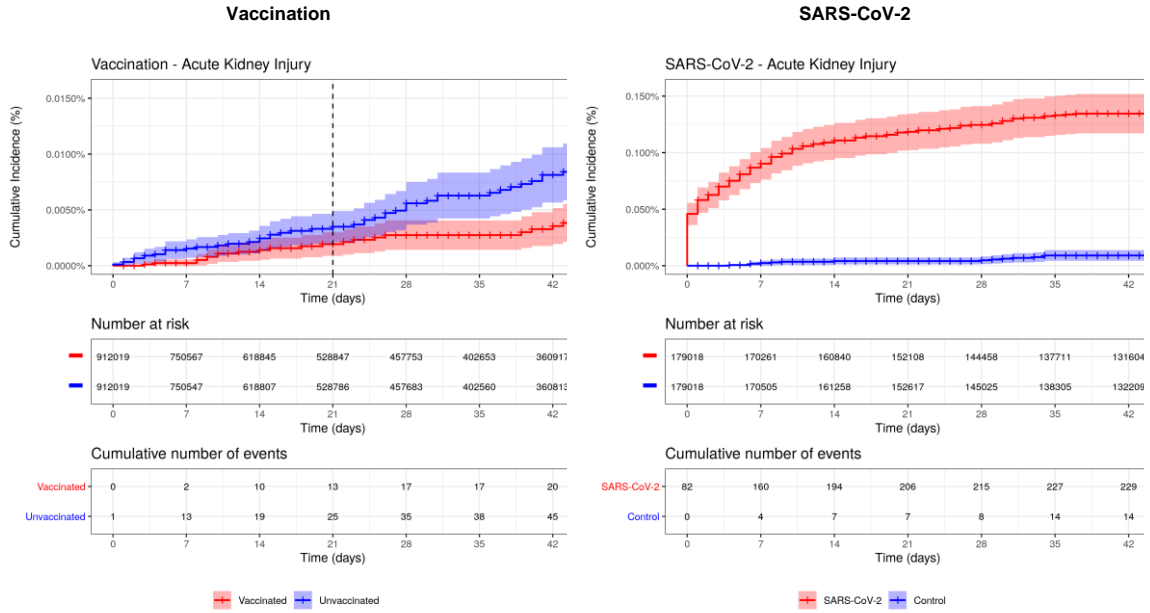 Vaccination
SARS-CoV-2
Vaccination - Acute Kidney Injury
Cumulative Incidence (%)
0.0150%
0.0100%
0.0050%
0.0000%
0 7 14 21 28 35 42
Time (days)
Number at risk
912019 750567 618845 528847 457753 402653 360917
912019 750547 618807 528786 457683 402560 360813
0 7 14 21 28 35 42
Time (days)
Cumulative number of events
Vaccinated 0 2 10 13 17 17 20
Unvaccinated 1 13 19 25 35 38 45
0 7 14 21 28 35 42
Time (days)
Vaccinated Unvaccinated
SARS-CoV-2 - Acute Kidney Injury
Cumulative Incidence (%)
0.150%
0.100%
0.050%
0.000%
0 7 14 21 28 35 42
Time (days)
Number at risk
179018 170261 160840 152108 144458 137711 131604
179018 170505 161258 152617 145025 138305 132209
0 7 14 21 28 35 42
Time (days)
Cumulative number of events
SARS-CoV-2 82 160 194 206 215 227 229
Control 0 4 7 7 8 14 14
0 7 14 21 28 35 42
Time (days)
SARS-CoV-2 Control